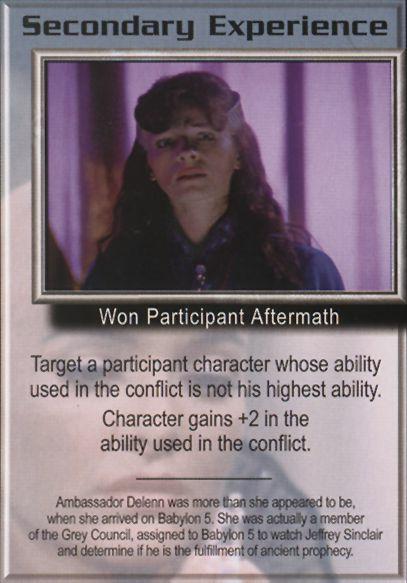 Secondary Experience
Won Participant Aftermath
Target a participant character whose ability
used in the conflict is not his highest ability.
Character gains +2 in the
ability used in the conflict.
Ambassador Delenn was more than she appeared to be,
when she arrived on Babylon 5. She was actually a member
of the Grey Council, assigned to Babylon 5 to watch Jeffrey Sinclair
and determine if he is the fulfillment of ancient prophecy.